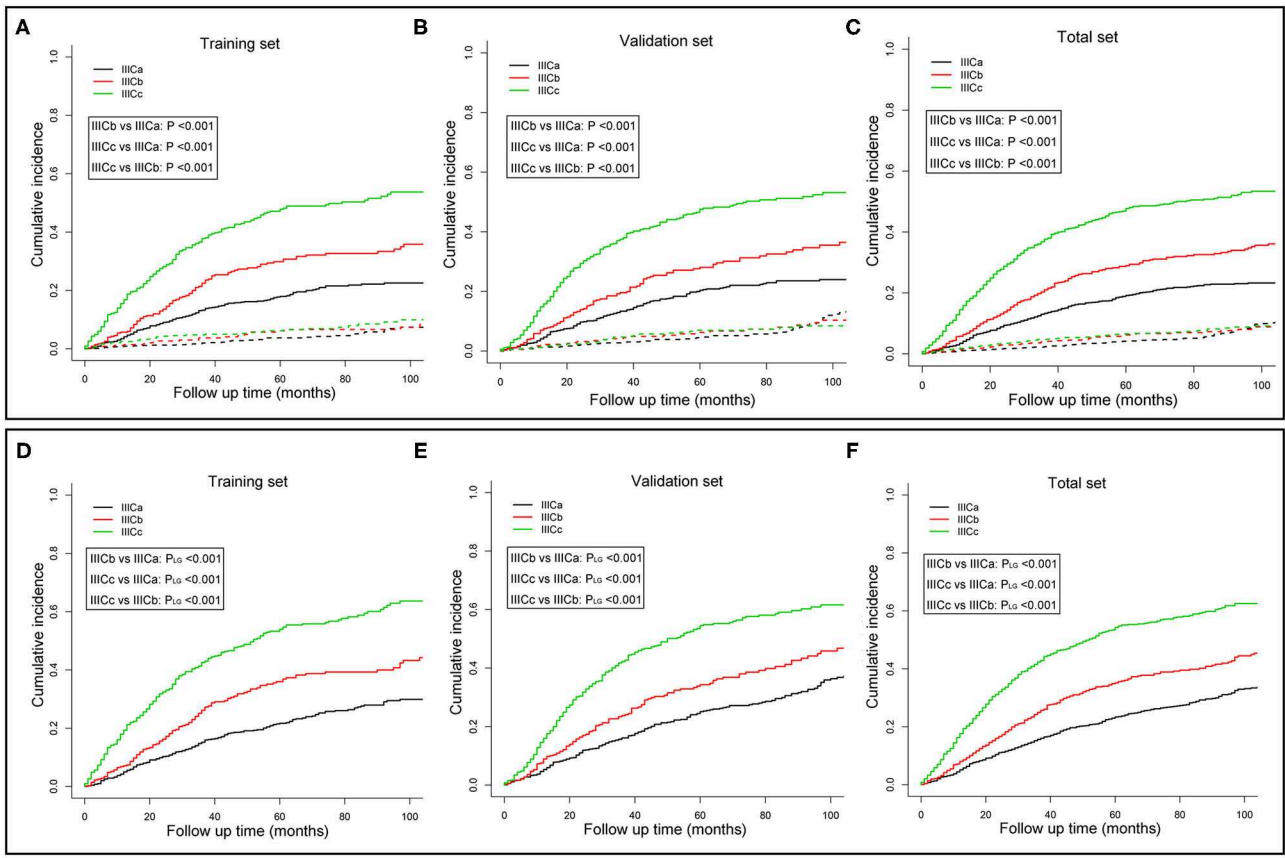 A
Training set
1.0
0.8
0.6
0.4
0.2
0.0
Cumulative incidence
IIICa
IIICb
IIICc
IIICb vs IIICa: P <0.001
IIICc vs IIICa: P <0.001
IIICc vs IIICb: P <0.001
0 20 40 60 80 100
Follow up time (months)
B
Validation set
1.0
0.8
0.6
0.4
0.2
0.0
Cumulative incidence
IIICa
IIICb
IIICc
IIICb vs IIICa: P <0.001
IIICc vs IIICa: P <0.001
IIICc vs IIICb: P <0.001
0 20 40 60 80 100
Follow up time (months)
C
Total set
1.0
0.8
0.6
0.4
0.2
0.0
Cumulative incidence
IIICa
IIICb
IIICc
IIICb vs IIICa: P <0.001
IIICc vs IIICa: P <0.001
IIICc vs IIICb: P <0.001
0 20 40 60 80 100
Follow up time (months)
D
Training set
1.0
0.8
0.6
0.4
0.2
0.0
Cumulative incidence
IIICa
IIICb
IIICc
IIICb vs IIICa: PLG <0.001
IIICc vs IIICa: PLG <0.001
IIICc vs IIICb: PLG <0.001
0 20 40 60 80 100
Follow up time (months)
E
Validation set
1.0
0.8
0.6
0.4
0.2
0.0
Cumulative incidence
IIICa
IIICb
IIICc
IIICb vs IIICa: PLG <0.001
IIICc vs IIICa: PLG <0.001
IIICc vs IIICb: PLG <0.001
0 20 40 60 80 100
Follow up time (months)
F
Total set
1.0
0.8
0.6
0.4
0.2
0.0
Cumulative incidence
IIICa
IIICb
IIICc
IIICb vs IIICa: PLG <0.001
IIICc vs IIICa: PLG <0.001
IIICc vs IIICb: PLG <0.001
0 20 40 60 80 100
Follow up time (months)